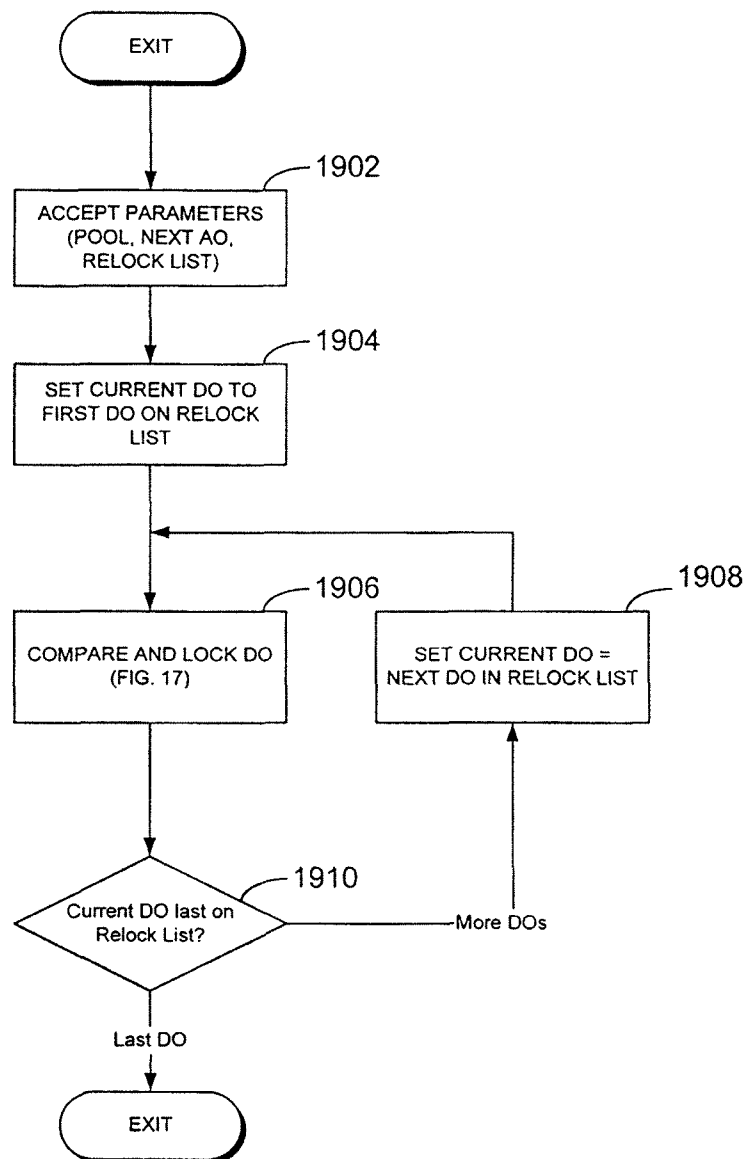 EXIT
1902
ACCEPT PARAMETERS
(POOL, NEXT AO,
RELOCK LIST)
1904
SET CURRENT DO TO
FIRST DO ON RELOCK
LIST
1906
COMPARE AND LOCK DO
(FIG. 17)
1908
SET CURRENT DO =
NEXT DO IN RELOCK LIST
1910
Current DO last on
Relock List?
More DOs
Last DO
EXIT